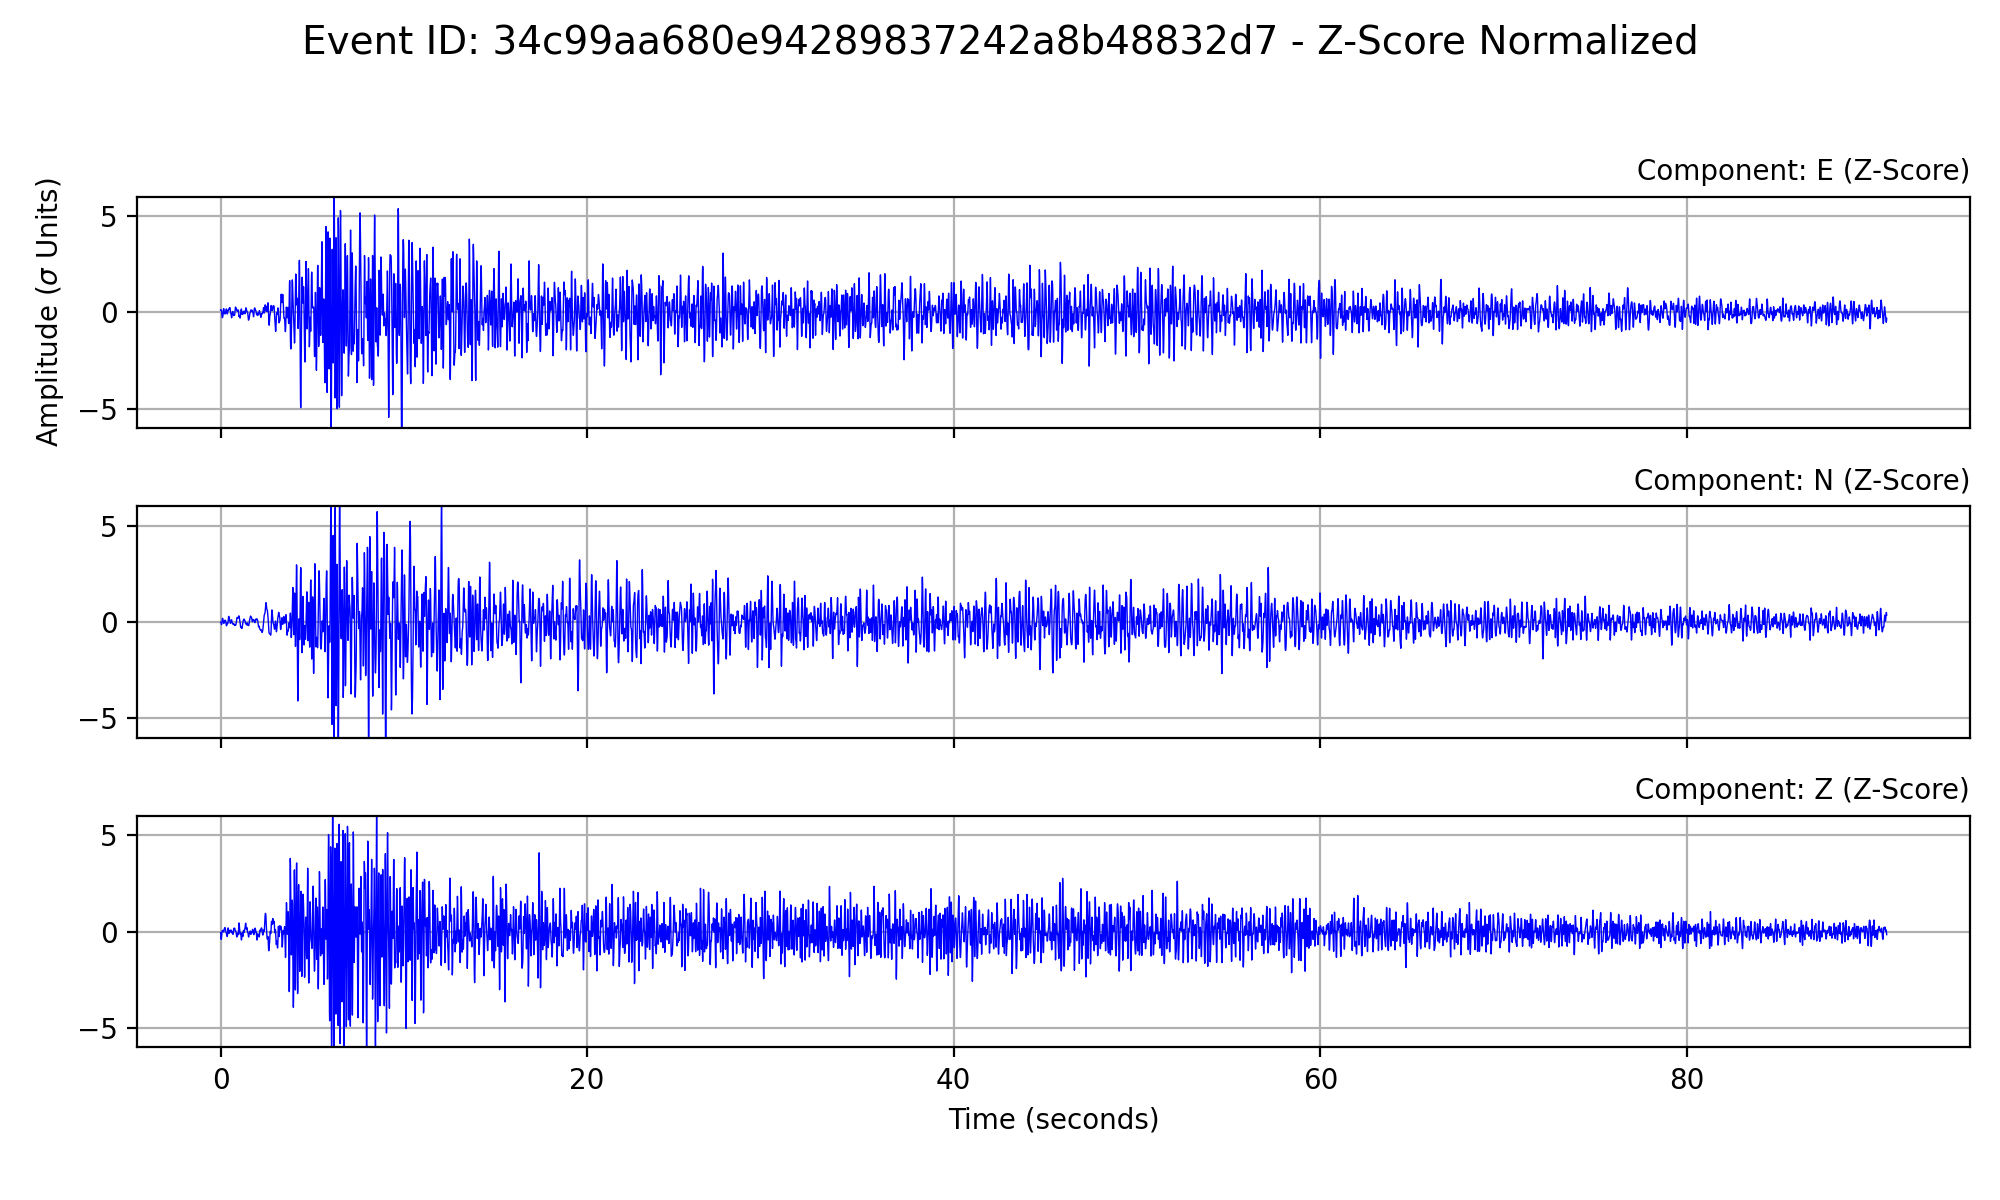 Event ID: 34c99aa680e94289837242a8b48832d7 - Z-Score Normalized
Component: E (Z-Score)
Amplitude (σ Units)
5
0
−5
Component: N (Z-Score)
5
0
−5
Component: Z (Z-Score)
5
0
−5
0 20 40 60 80
Time (seconds)